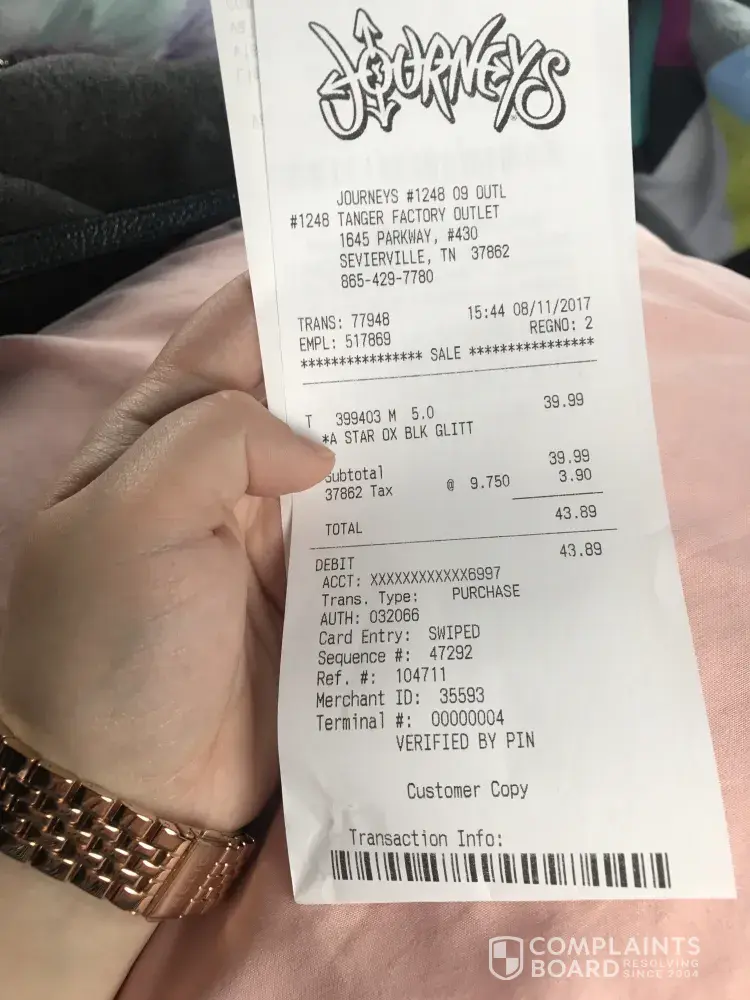 JOURNEYS
JOURNEYS #1248 09 OUTL
#1248 TANGER FACTORY OUTLET
1645 PARKWAY, #430
SEVIERVILLE, TN 37862
865-429-7780
TRANS: 77948 15:44 08/11/2017
EMPL: 517869 REGNO: 2
**************** SALE ****************
T 399403 M 5.0 39.99
*A STAR OX BLK GLITT
Subtotal 39.99
37862 Tax @ 9.750 3.90
TOTAL 43.89
DEBIT 43.89
ACCT: XXXXXXXXXXXX6997
Trans. Type: PURCHASE
AUTH: 032066
Card Entry: SWIPED
Sequence #: 47292
Ref. #: 104711
Merchant ID: 35593
Terminal #: 00000004
VERIFIED BY PIN
Customer Copy
Transaction Info:
COMPLAINTS
BOARD RESOLVING SINCE 2004